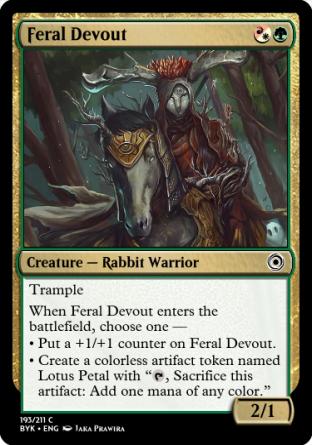 Feral Devout
Creature — Rabbit Warrior
Trample
When Feral Devout enters the
battlefield, choose one —
• Put a +1/+1 counter on Feral Devout.
• Create a colorless artifact token named
Lotus Petal with “, Sacrifice this
artifact: Add one mana of any color.”
2/1
193/211 C
BYK • ENG Jaka Prawira